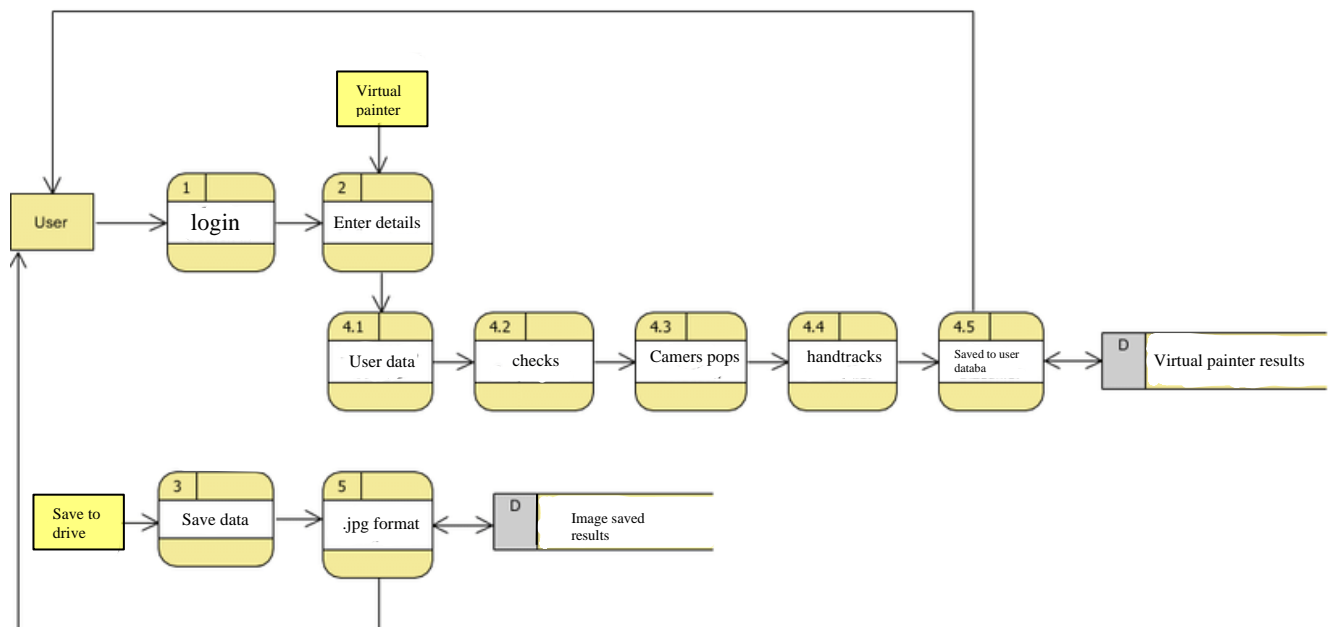 Virtual
painter
1
2
User
login
Enter details
4.1
4.2
4.3
4.4
4.5
D
User data
checks
Camers pops
handtracks
Saved to user
databa
Virtual painter results
3
5
D
Save to
drive
Save data
.jpg format
Image saved
results